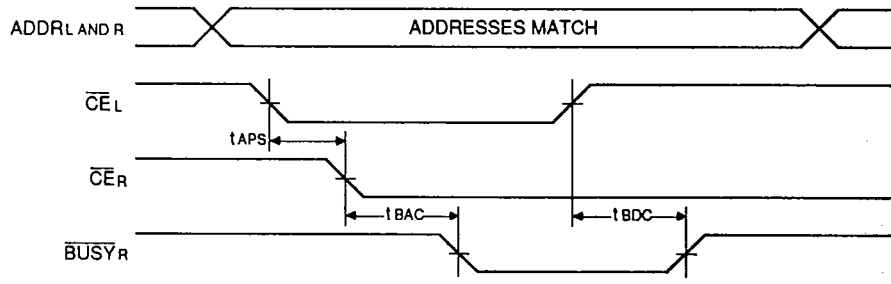 ADDRL AND R
ADDRESSES MATCH
CEL
tAPS
CER
tBAC
tBDC
BUSYR